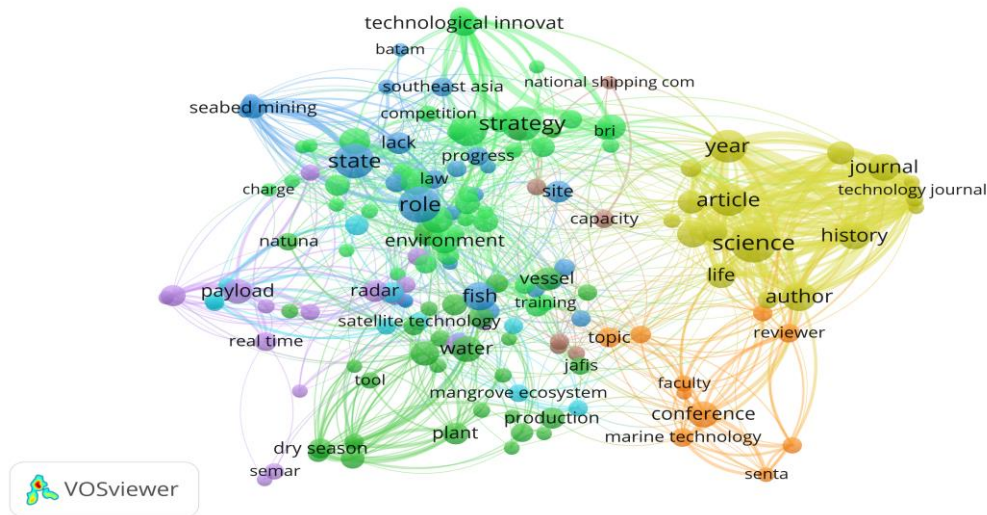 technological innovat
batam
southeast asia
national shipping com
seabed mining
competition
strategy
bri
lack
year
state
progress
journal
law
technology journal
charge
site
article
role
capacity
natuna
environment
science
history
life
vessel
payload
radar
fish
training
author
satellite technology
reviewer
real time
water
topic
jafis
tool
faculty
mangrove ecosystem
production
conference
plant
marine technology
dry season
semar
senta
VOSviewer